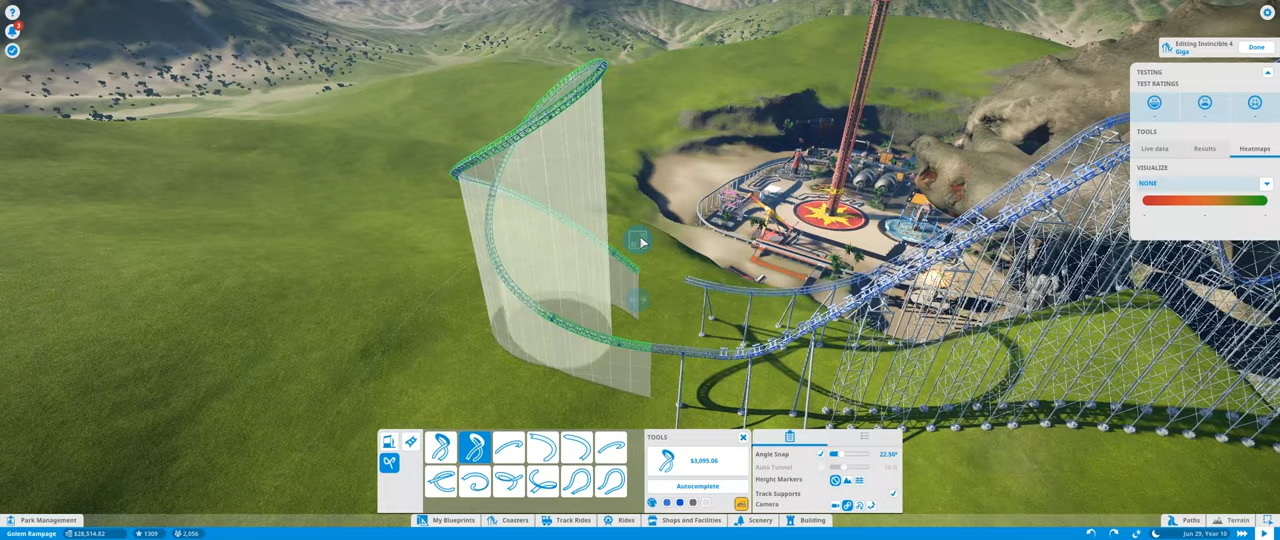 ?
3
Editing Invincible 4
Giga
Done
TESTING
TEST RATINGS
- - -
TOOLS
Live data Results Heatmaps
VISUALIZE
NONE
- - -
TOOLS
$3,095.06
Autocomplete
Angle Snap 22.50°
Auto Tunnel
Height Markers
Track Supports
Camera
Park Management My Blueprints Coasters Track Rides Rides Shops and Facilities Scenery Building Paths Terrain
Golem Rampage $28,514.82 1309 2,056 Jun 29, Year 10